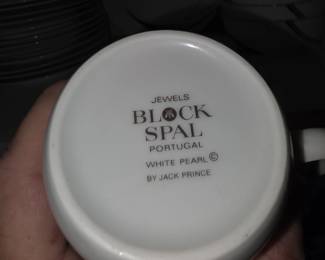 JEWELS
BLOCK
SPAL
PORTUGAL
WHITE PEARL ©
BY JACK PRINCE